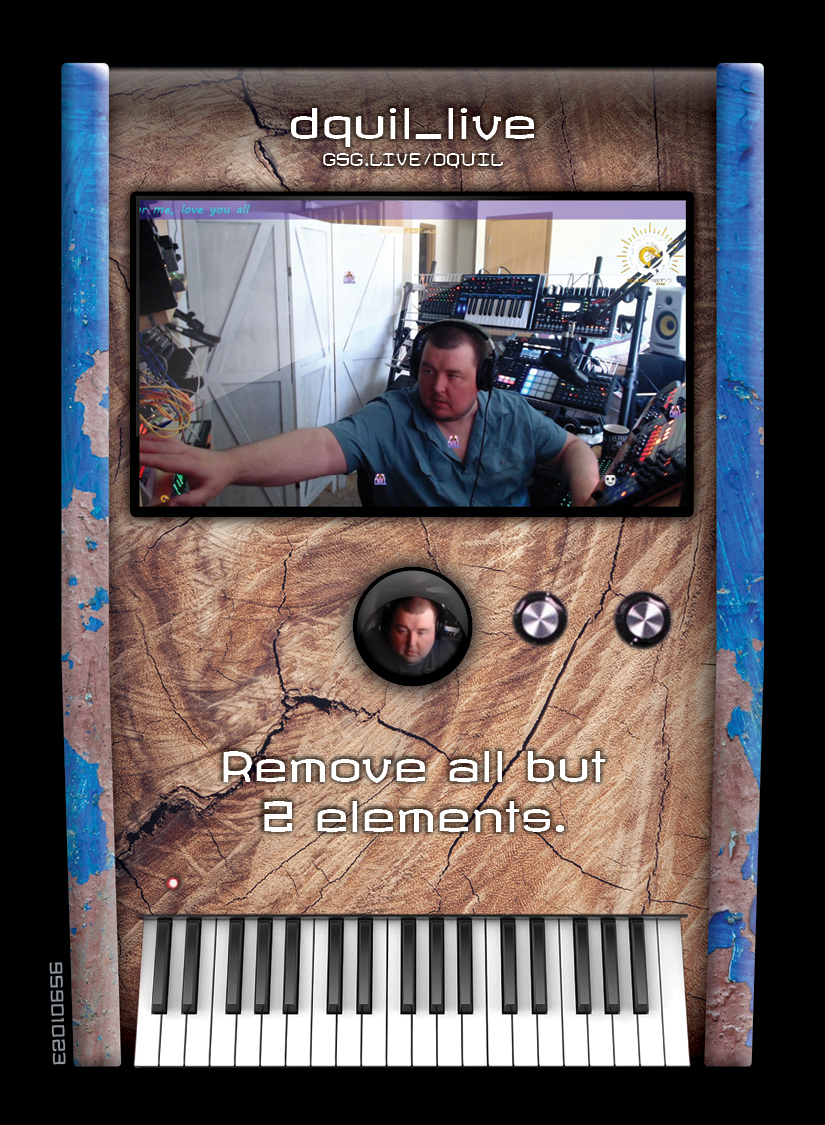 dquil_live
GSG.LIVE/DQUIL
r me, love you all
Remove all but
2 elements.
E2010656